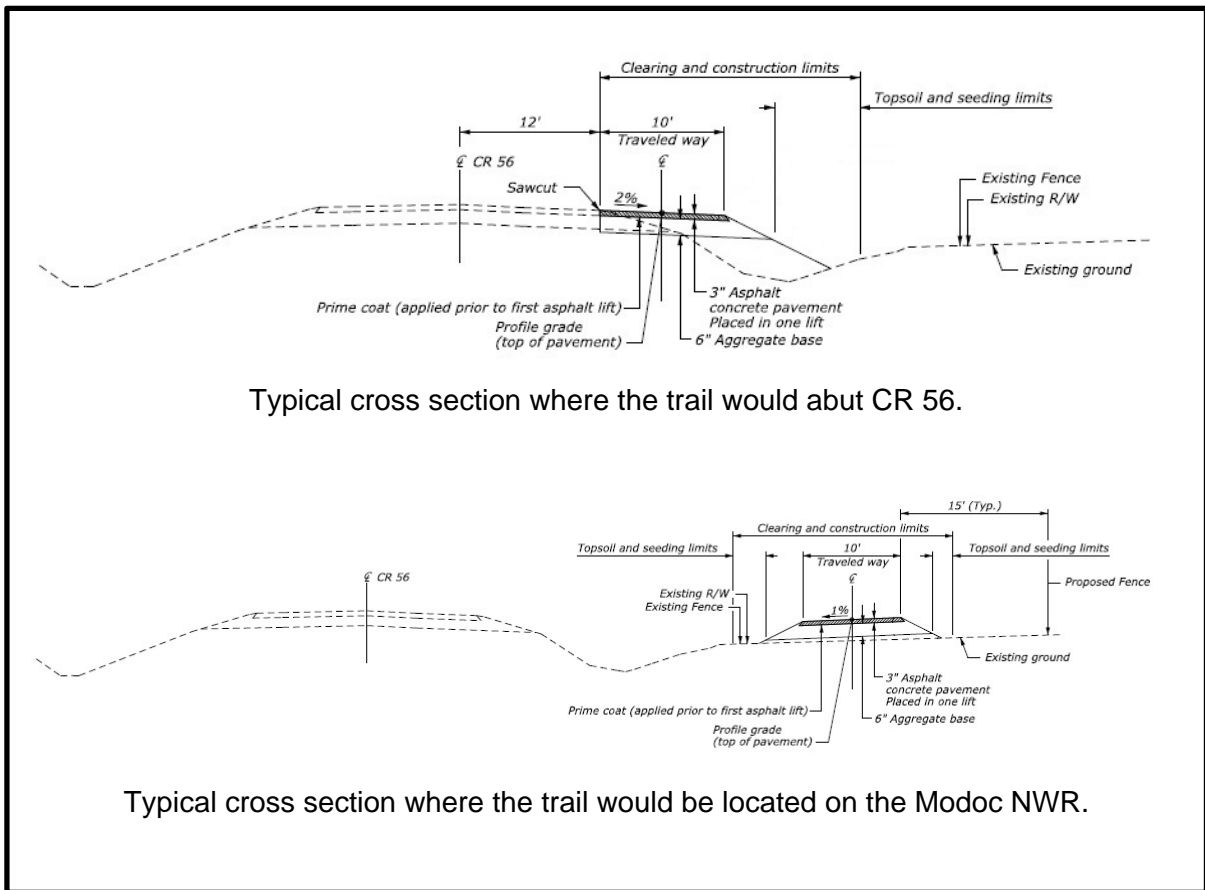 Clearing and construction limits
Topsoil and seeding limits
12'
10'
Traveled way
℄ CR 56
℄
Existing Fence
Existing R/W
Sawcut
2%
Existing ground
Prime coat (applied prior to first asphalt lift)
Profile grade
(top of pavement)
3" Asphalt
concrete pavement
Placed in one lift
6" Aggregate base
Typical cross section where the trail would abut CR 56.
15' (Typ.)
Clearing and construction limits
Topsoil and seeding limits
10'
Traveled way
Topsoil and seeding limits
℄ CR 56
℄
Proposed Fence
Existing R/W
Existing Fence
1%
Existing ground
3" Asphalt
concrete pavement
Placed in one lift
Prime coat (applied prior to first asphalt lift)
6" Aggregate base
Profile grade
(top of pavement)
Typical cross section where the trail would be located on the Modoc NWR.